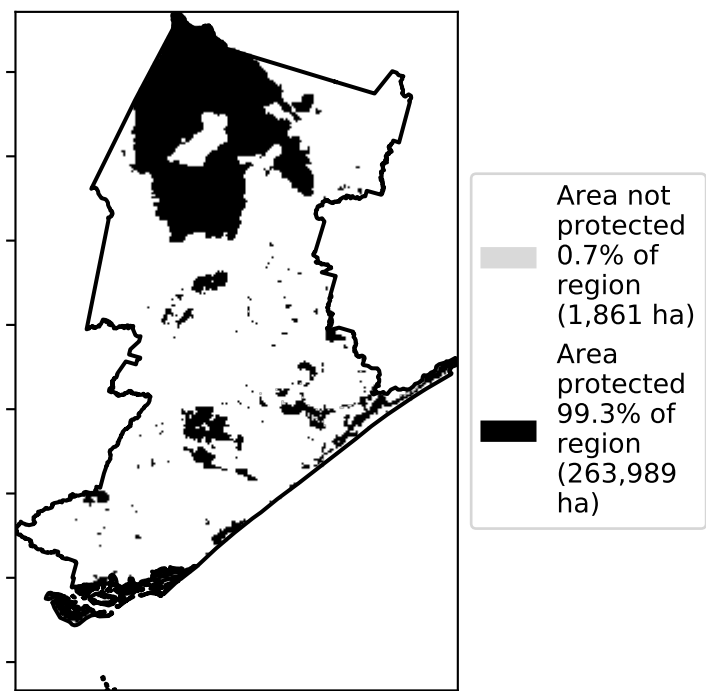 Area not
protected
0.7% of
region
(1,861 ha)
Area
protected
99.3% of
region
(263,989
ha)